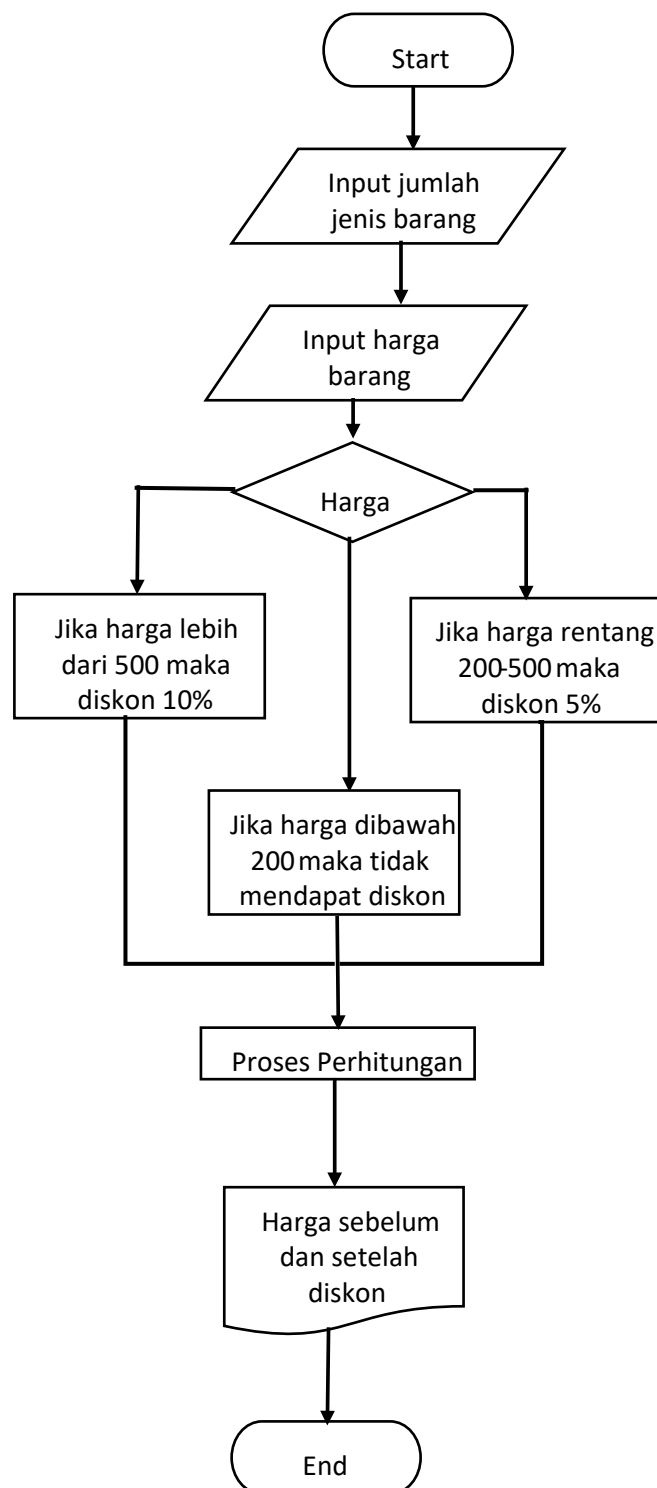 Start
Input jumlah
jenis barang
Input harga
barang
Harga
Jika harga lebih
dari 500 maka
diskon 10%
Jika harga rentang
200-500 maka
diskon 5%
Jika harga dibawah
200 maka tidak
mendapat diskon
Proses Perhitungan
Harga sebelum
dan setelah
diskon
End